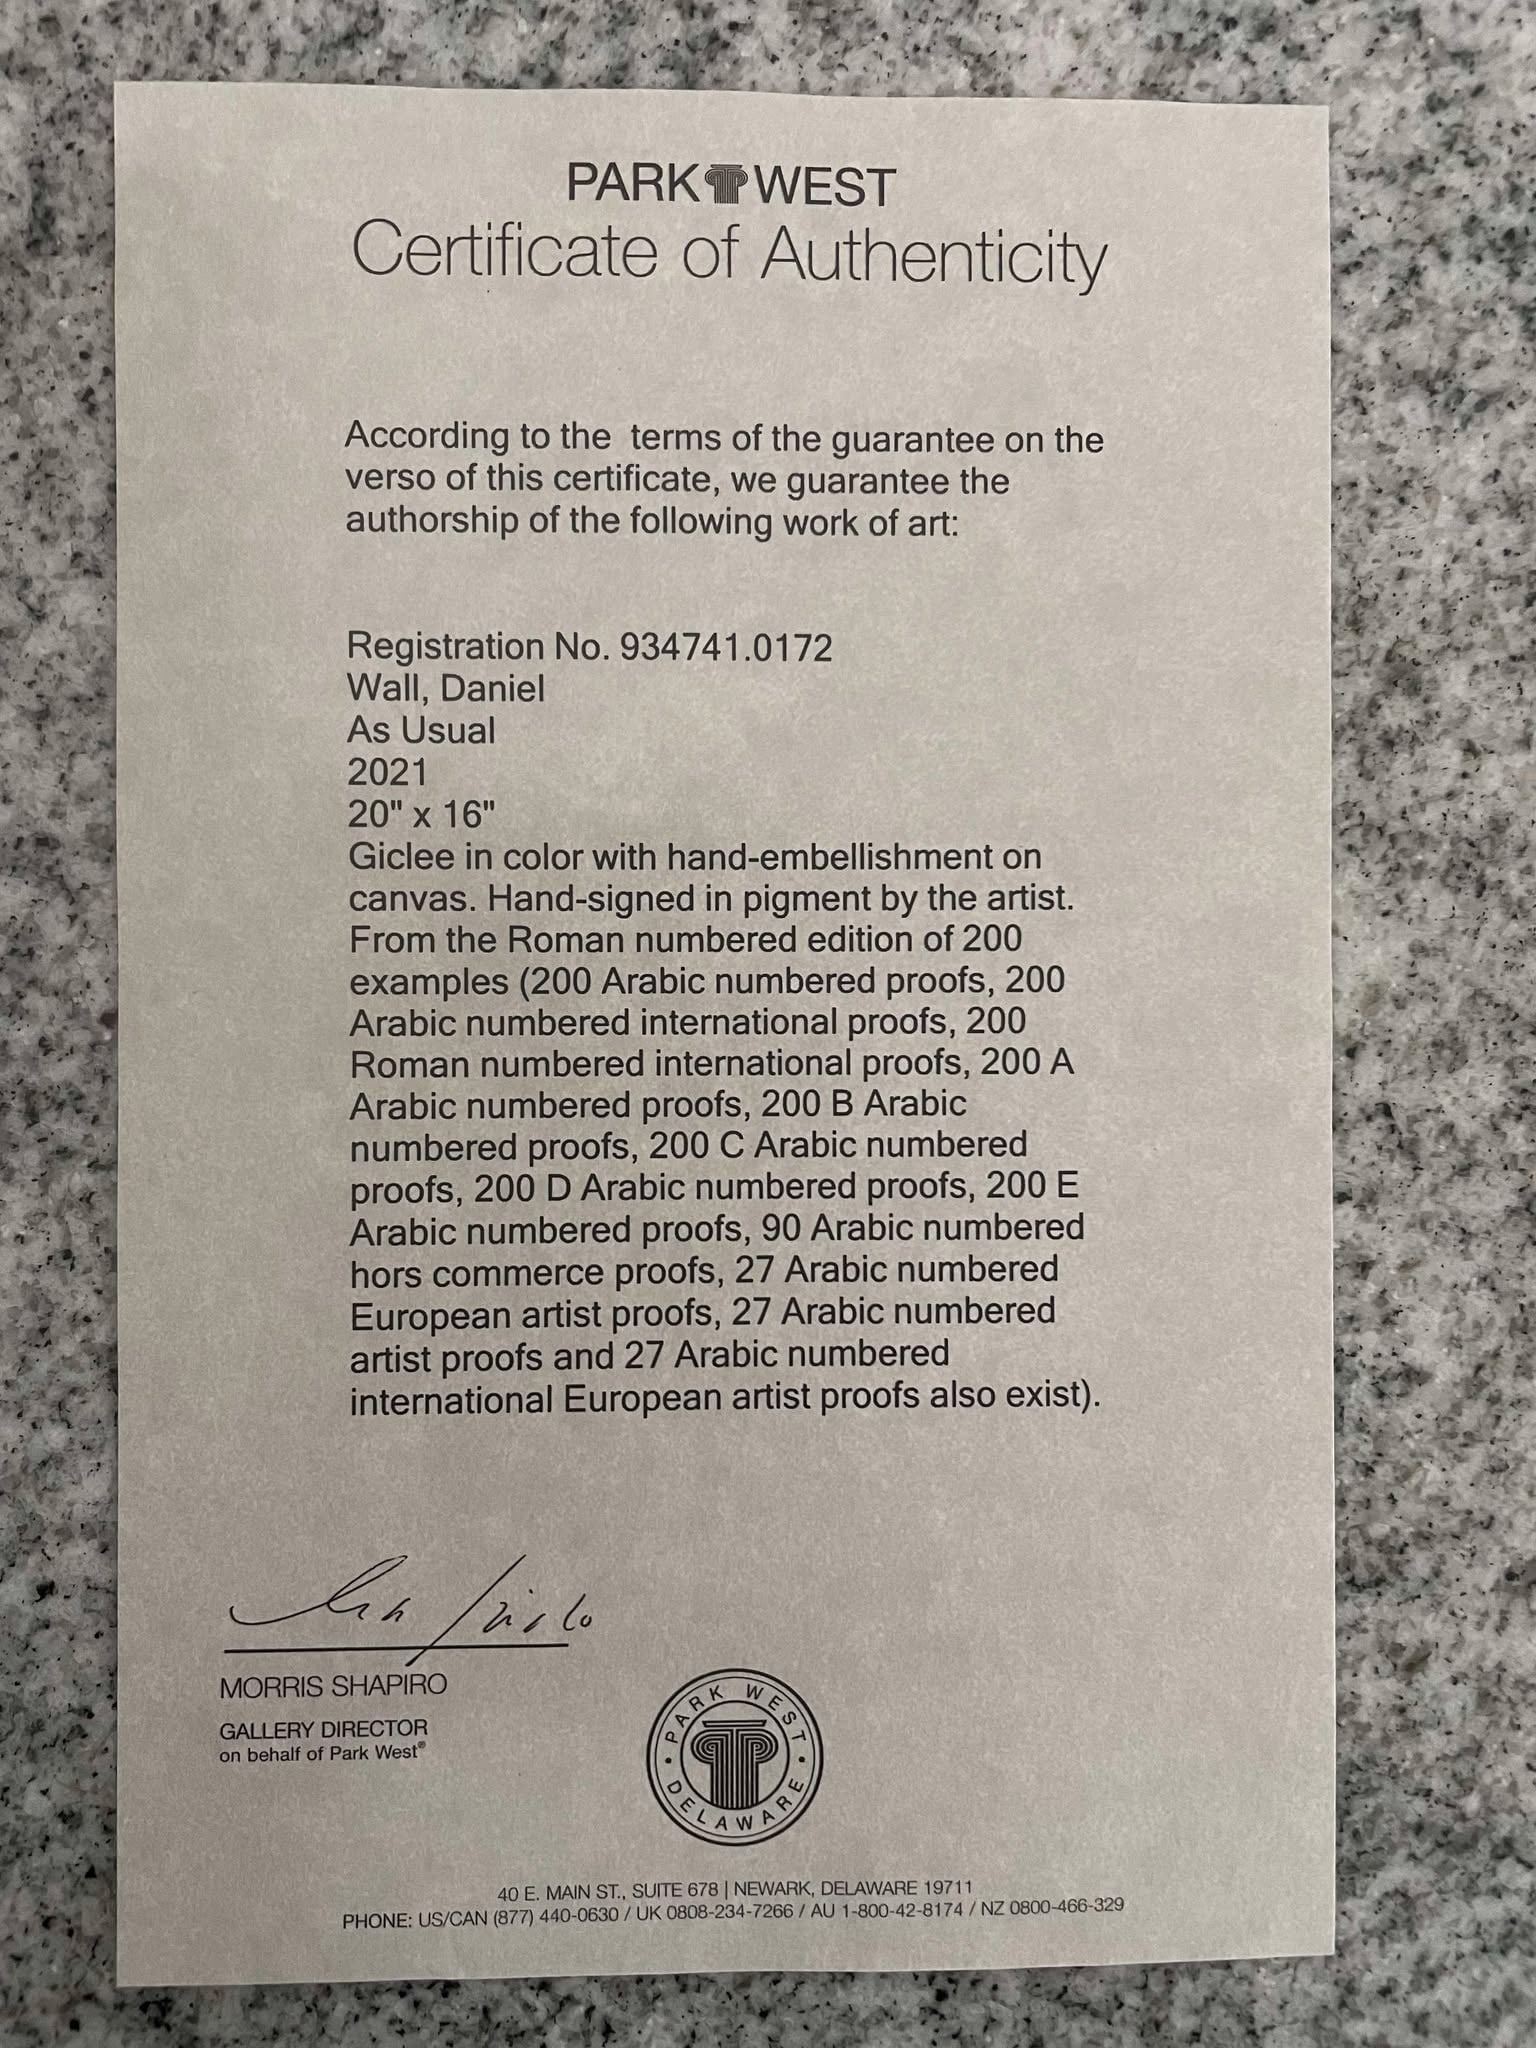 PARK WEST
Certificate of Authenticity
According to the  terms of the guarantee on the
verso of this certificate, we guarantee the
authorship of the following work of art:
Registration No. 934741.0172
Wall, Daniel
As Usual
2021
20" x 16"
Giclee in color with hand-embellishment on
canvas. Hand-signed in pigment by the artist.
From the Roman numbered edition of 200
examples (200 Arabic numbered proofs, 200
Arabic numbered international proofs, 200
Roman numbered international proofs, 200 A
Arabic numbered proofs, 200 B Arabic
numbered proofs, 200 C Arabic numbered
proofs, 200 D Arabic numbered proofs, 200 E
Arabic numbered proofs, 90 Arabic numbered
hors commerce proofs, 27 Arabic numbered
European artist proofs, 27 Arabic numbered
artist proofs and 27 Arabic numbered
international European artist proofs also exist).
MORRIS SHAPIRO
GALLERY DIRECTOR
on behalf of Park West®
PARK WEST
• DELAWARE •
40 E. MAIN ST., SUITE 678 | NEWARK, DELAWARE 19711
PHONE: US/CAN (877) 440-0630 / UK 0808-234-7266 / AU 1-800-42-8174 / NZ 0800-466-329